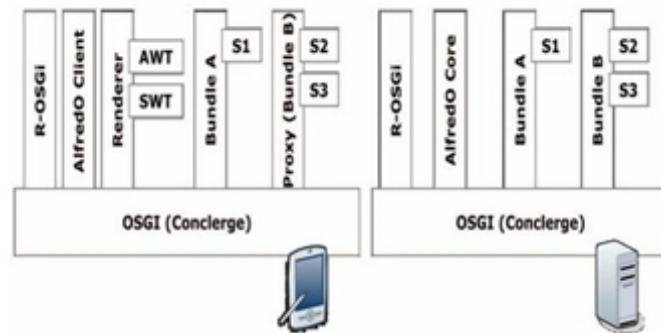 R-OSGi
AlfredO Client
Renderer
AWT
SWT
Bundle A
S1
Proxy (Bundle B)
S2
S3
OSGI (Concierge)
R-OSGi
AlfredO Core
Bundle A
S1
Bundle B
S2
S3
OSGI (Concierge)